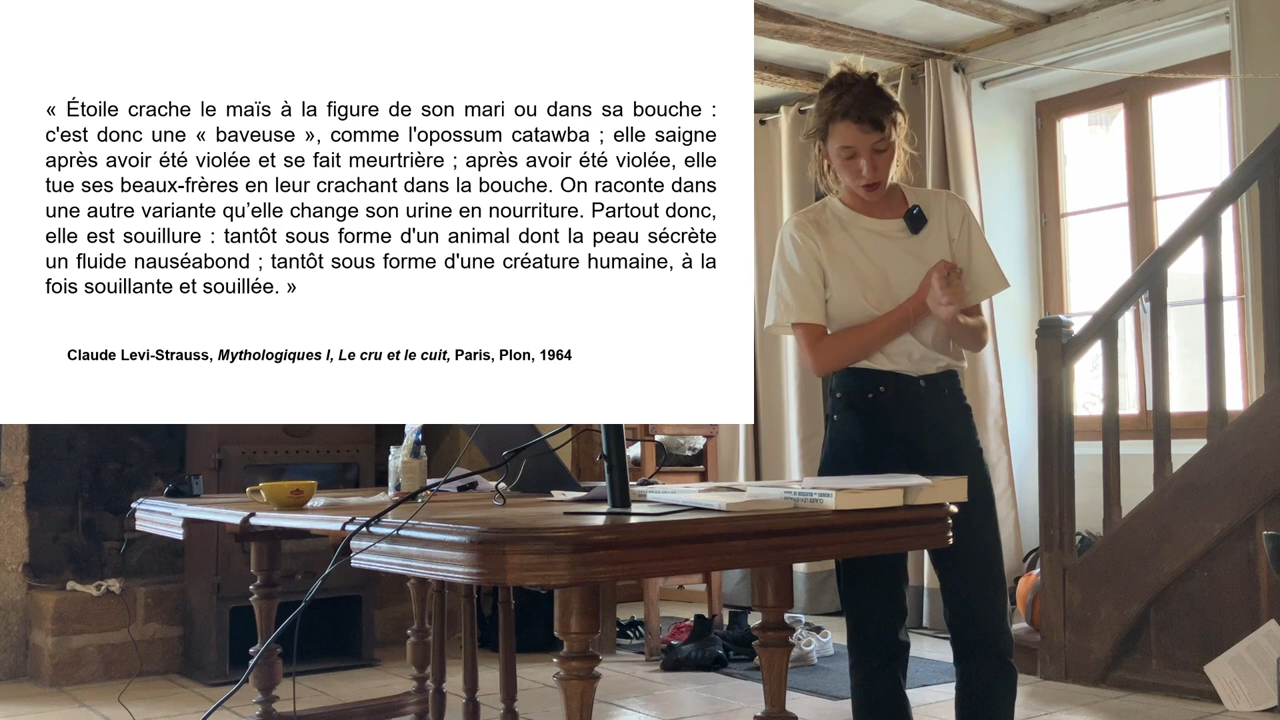 « Étoile crache le maïs à la figure de son mari ou dans sa bouche :
c'est donc une « baveuse », comme l'opossum catawba ; elle saigne
après avoir été violée et se fait meurtrière ; après avoir été violée, elle
tue ses beaux-frères en leur crachant dans la bouche. On raconte dans
une autre variante qu’elle change son urine en nourriture. Partout donc,
elle est souillure : tantôt sous forme d'un animal dont la peau sécrète
un fluide nauséabond ; tantôt sous forme d'une créature humaine, à la
fois souillante et souillée. »
Claude Levi-Strauss, Mythologiques I, Le cru et le cuit, Paris, Plon, 1964